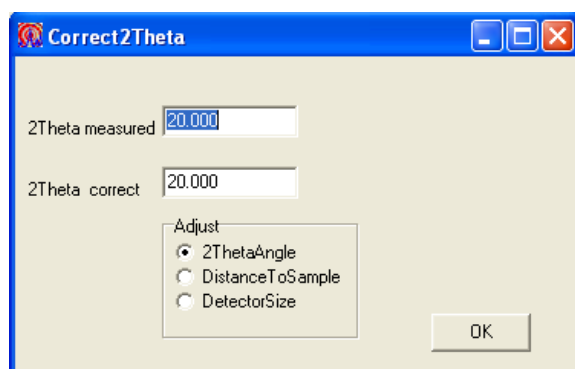 Correct2Theta
2Theta measured 20.000
2Theta correct 20.000
Adjust
2ThetaAngle
DistanceToSample
DetectorSize
OK